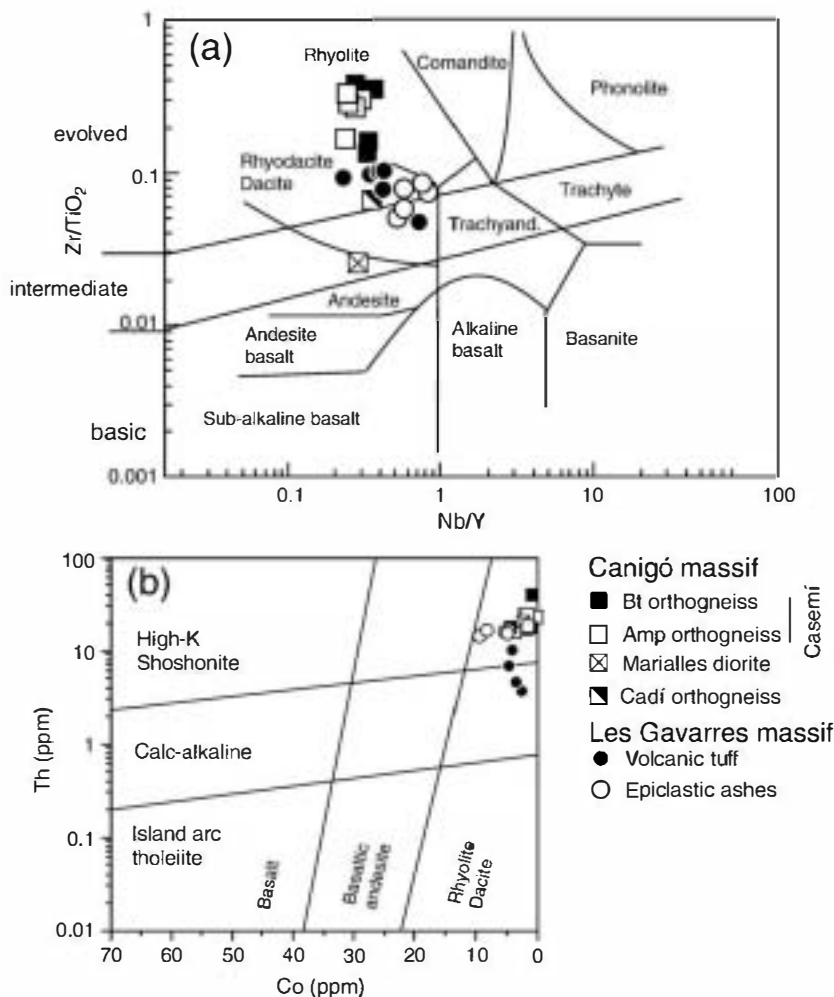 (a)
1
0.1
0.01
0.001
Zr/TiO2
evolved
intermediate
basic
Rhyolite
Comandite
Phonolite
Rhyodacite
Dacite
Trachyte
Trachyand.
Andesite
Andesite
basalt
Alkaline
basalt
Basanite
Sub-alkaline basalt
0.1
1
10
100
Nb/Y
(b)
100
10
1
0.1
0.01
Th (ppm)
High-K
Shoshonite
Calc-alkaline
Island arc
tholeiite
Basalt
Basaltic
andesite
Rhyolite
Dacite
70
60
50
40
30
20
10
0
Co (ppm)
Canigó massif
Bt orthogneiss
Amp orthogneiss
Casemí
Marialles diorite
Cadí orthogneiss
Les Gavarres massif
Volcanic tuff
Epiclastic ashes